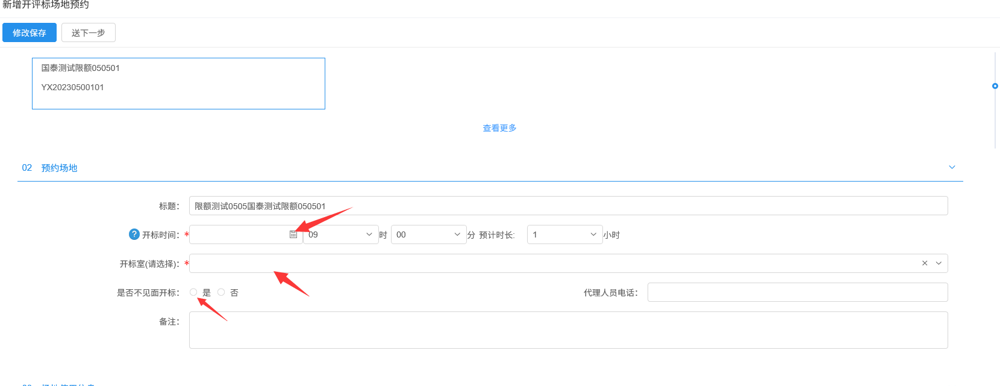 新增开评标场地预约
修改保存 送下一步
国泰测试限额050501
YX20230500101
查看更多
02 预约场地
标题： 限额测试0505国泰测试限额050501
? 开标时间：* 09 时 00 分 预计时长: 1 小时
开标室(请选择)：*
是否不见面开标： 是 否 代理人员电话：
备注：